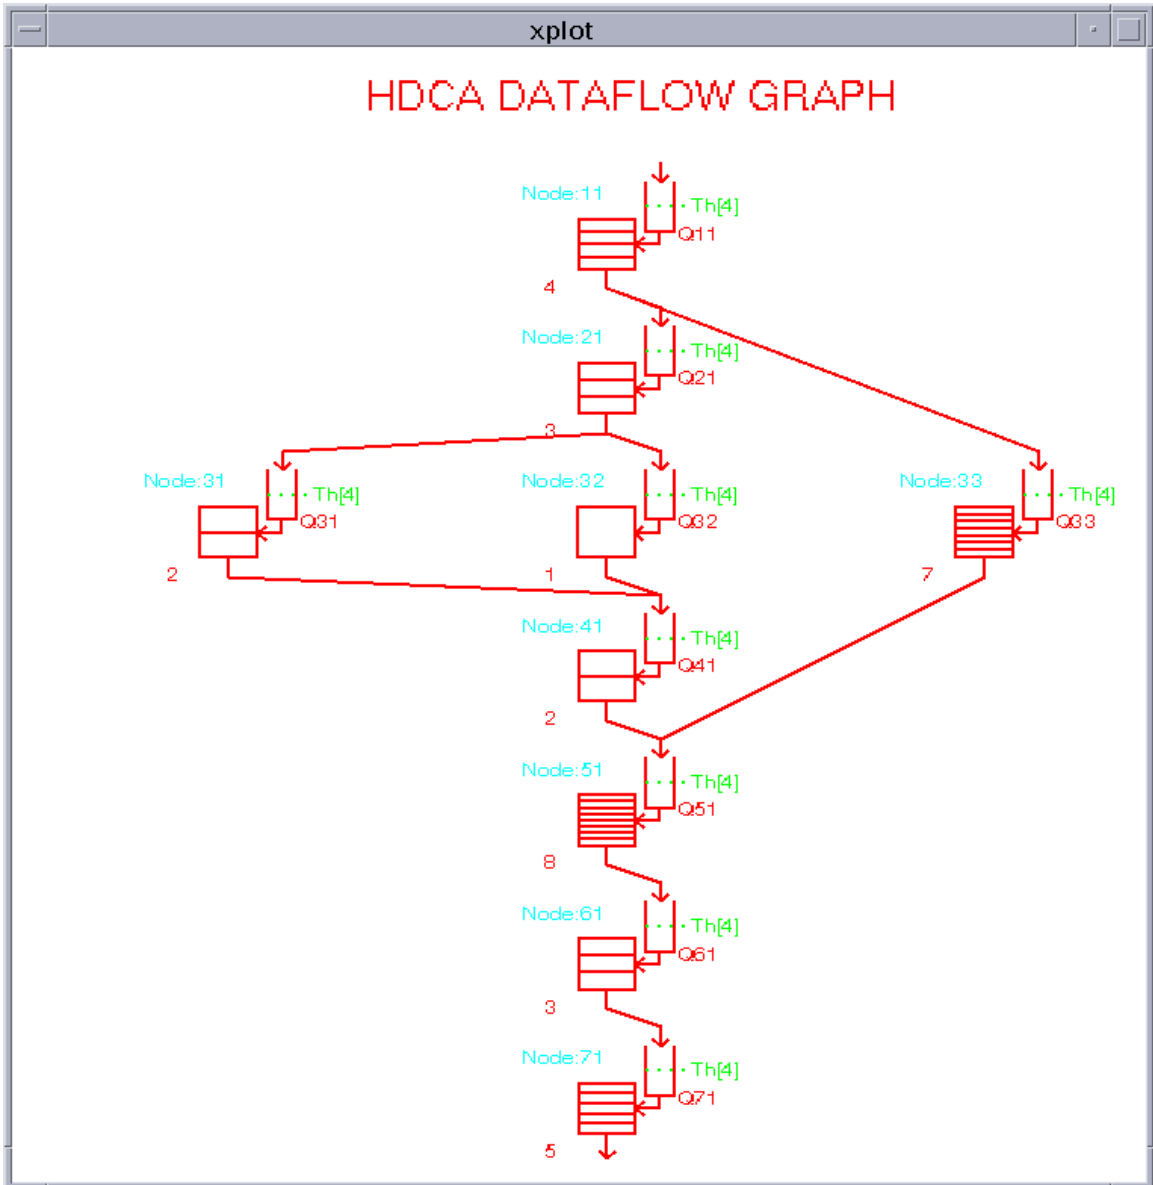 xplot
HDCA DATAFLOW GRAPH
Node:11
Th[4]
Q11
4
Node:21
Th[4]
Q21
3
Node:31
Th[4]
Q31
2
Node:32
Th[4]
Q32
1
Node:33
Th[4]
Q33
7
Node:41
Th[4]
Q41
2
Node:51
Th[4]
Q51
8
Node:61
Th[4]
Q61
3
Node:71
Th[4]
Q71
5